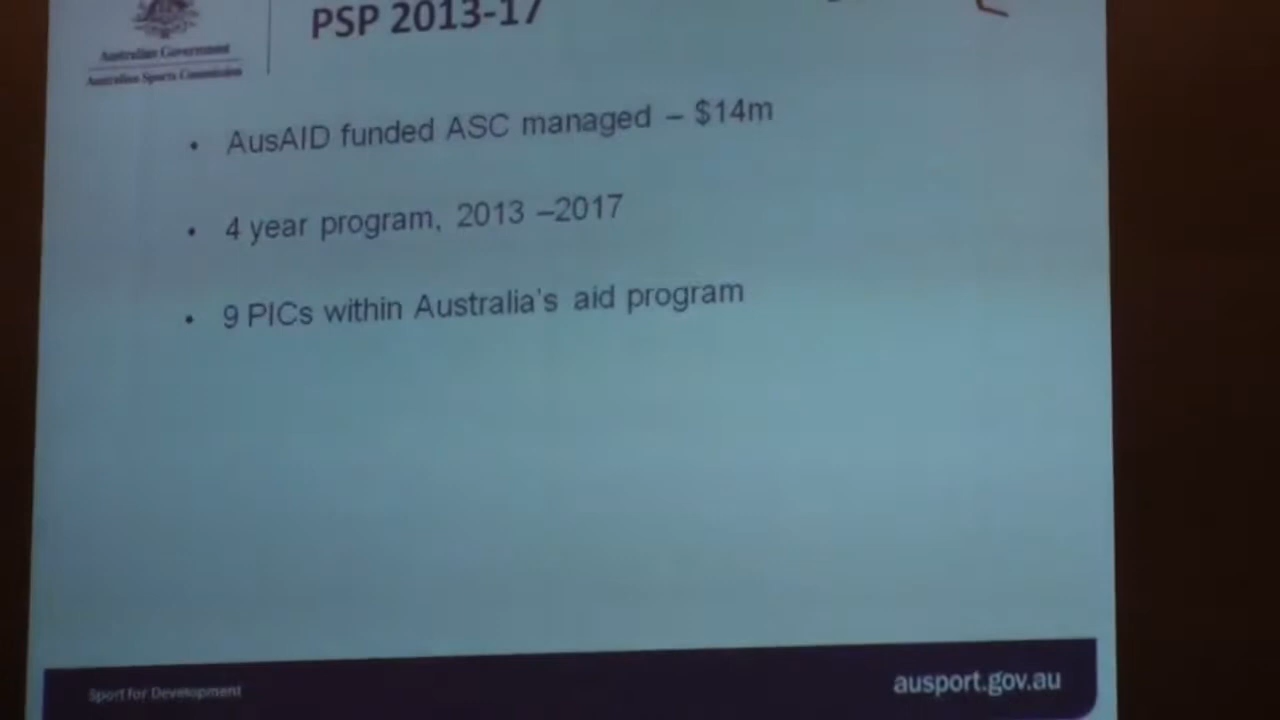 PSP 2013-17
Australian Government
Australian Sports Commission
• AusAID funded ASC managed – $14m
• 4 year program, 2013 –2017
• 9 PICs within Australia's aid program
Sport for Development
ausport.gov.au